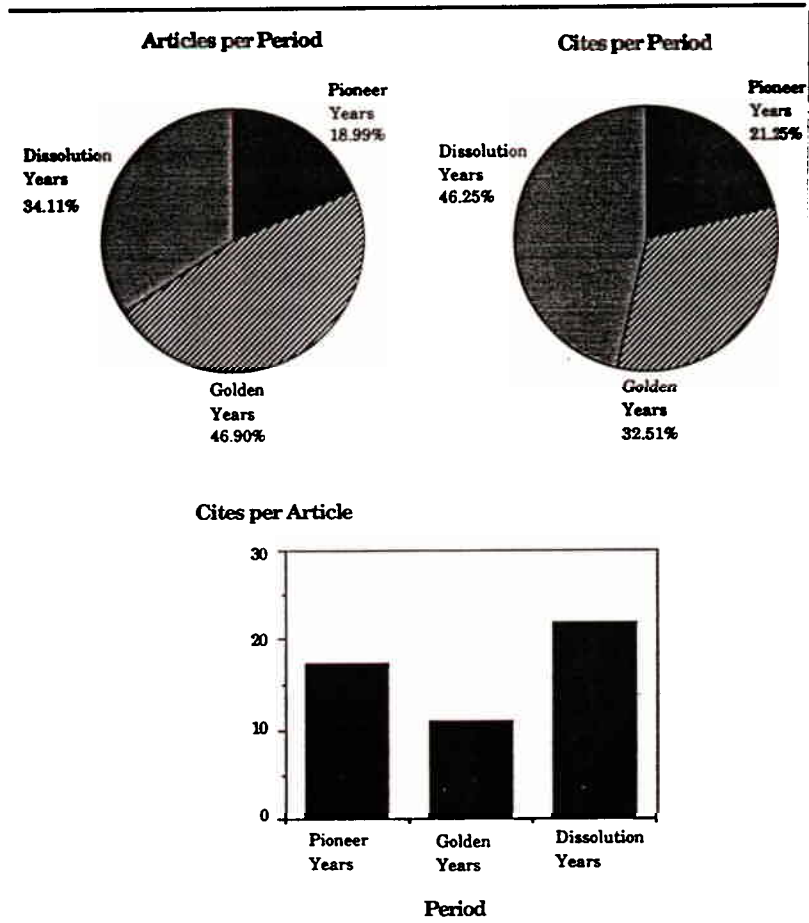 Articles per Period
Cites per Period
Pioneer
Years
18.99%
Dissolution
Years
34.11%
Golden
Years
46.90%
Pioneer
Years
21.25%
Dissolution
Years
46.25%
Golden
Years
32.51%
Cites per Article
30
20
10
0
Pioneer
Years
Golden
Years
Dissolution
Years
Period